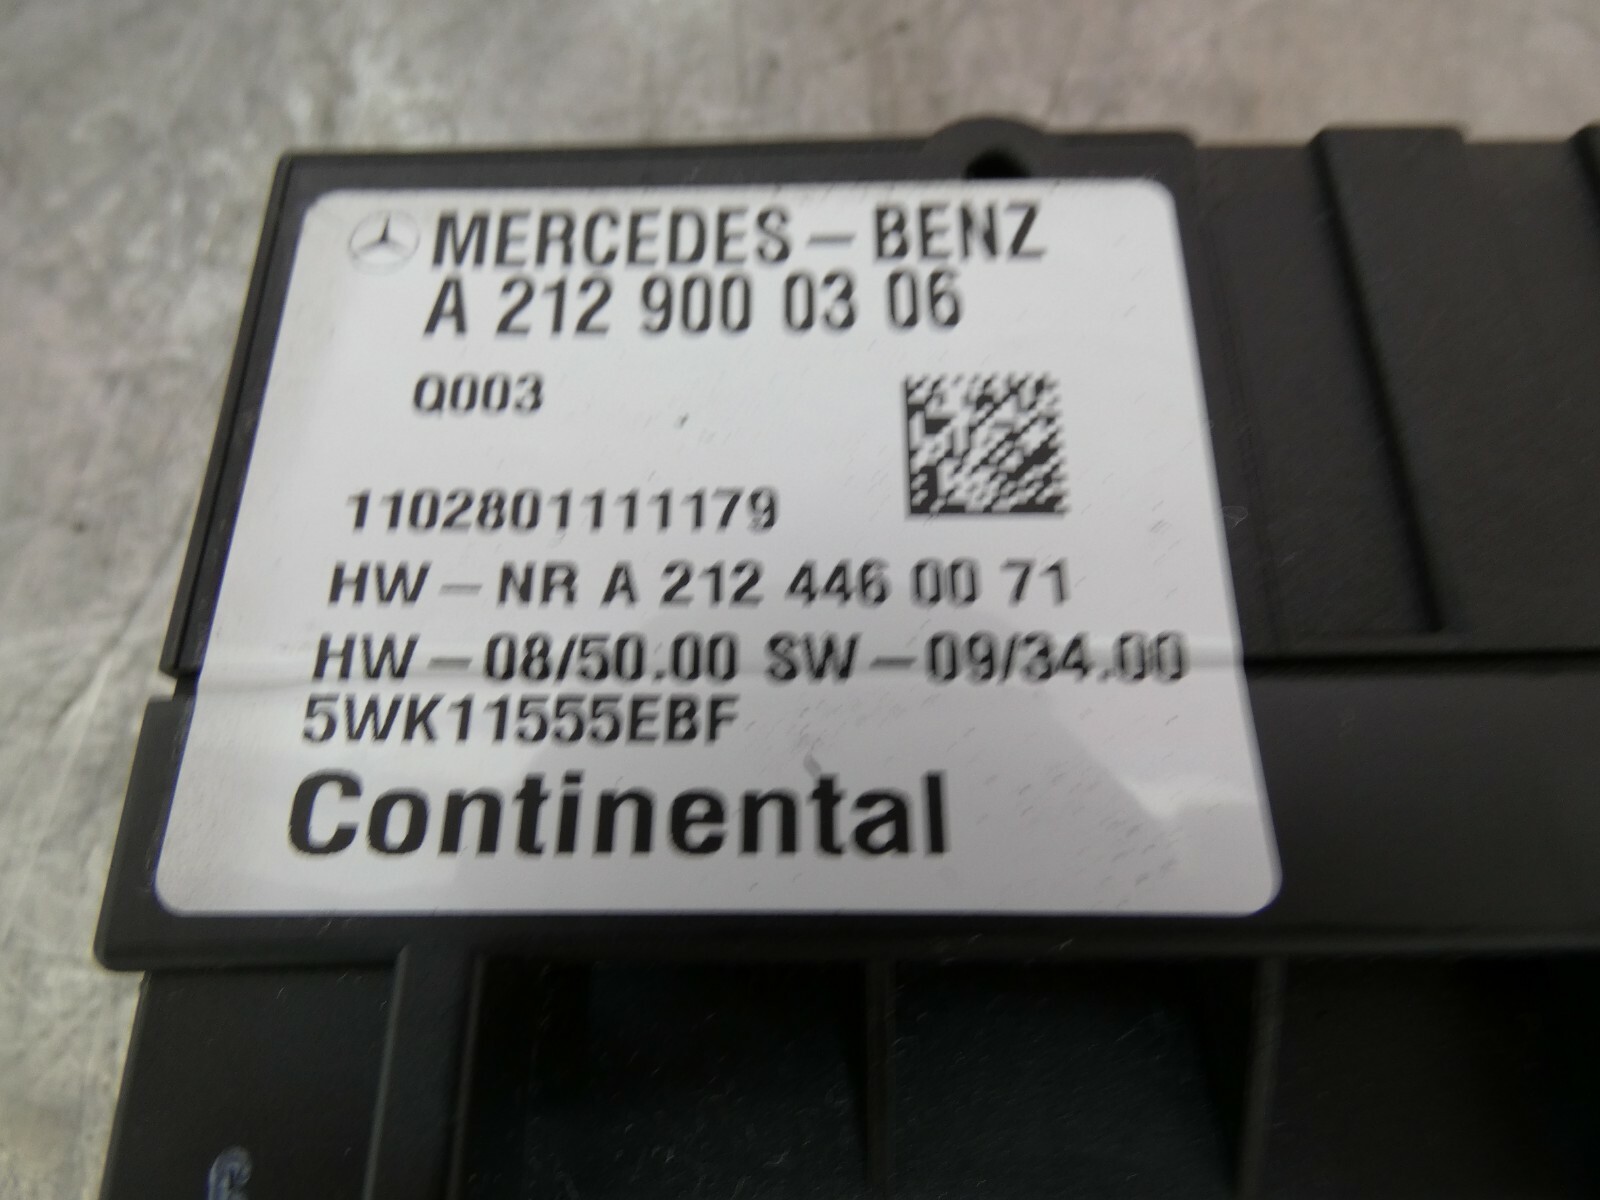 MERCEDES-BENZ
A 212 900 03 06
Q003
1102801111179
HW-NR A 212 446 00 71
HW-08/50.00 SW-09/34.00
5WK11555EBF
Continental